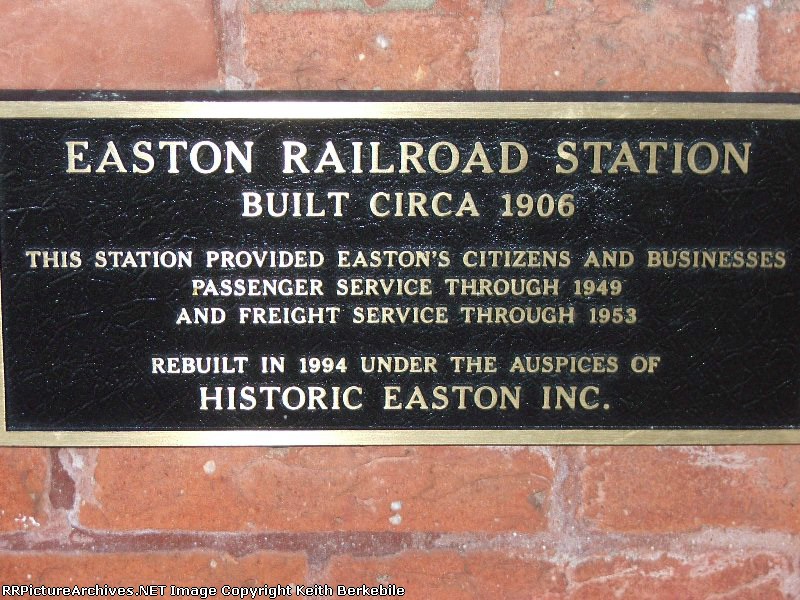 EASTON RAILROAD STATION
BUILT CIRCA 1906
THIS STATION PROVIDED EASTON'S CITIZENS AND BUSINESSES
PASSENGER SERVICE THROUGH 1949
AND FREIGHT SERVICE THROUGH 1953
REBUILT IN 1994 UNDER THE AUSPICES OF
HISTORIC EASTON INC.
RRPictureArchives.NET Image Copyright Keith Berkebile